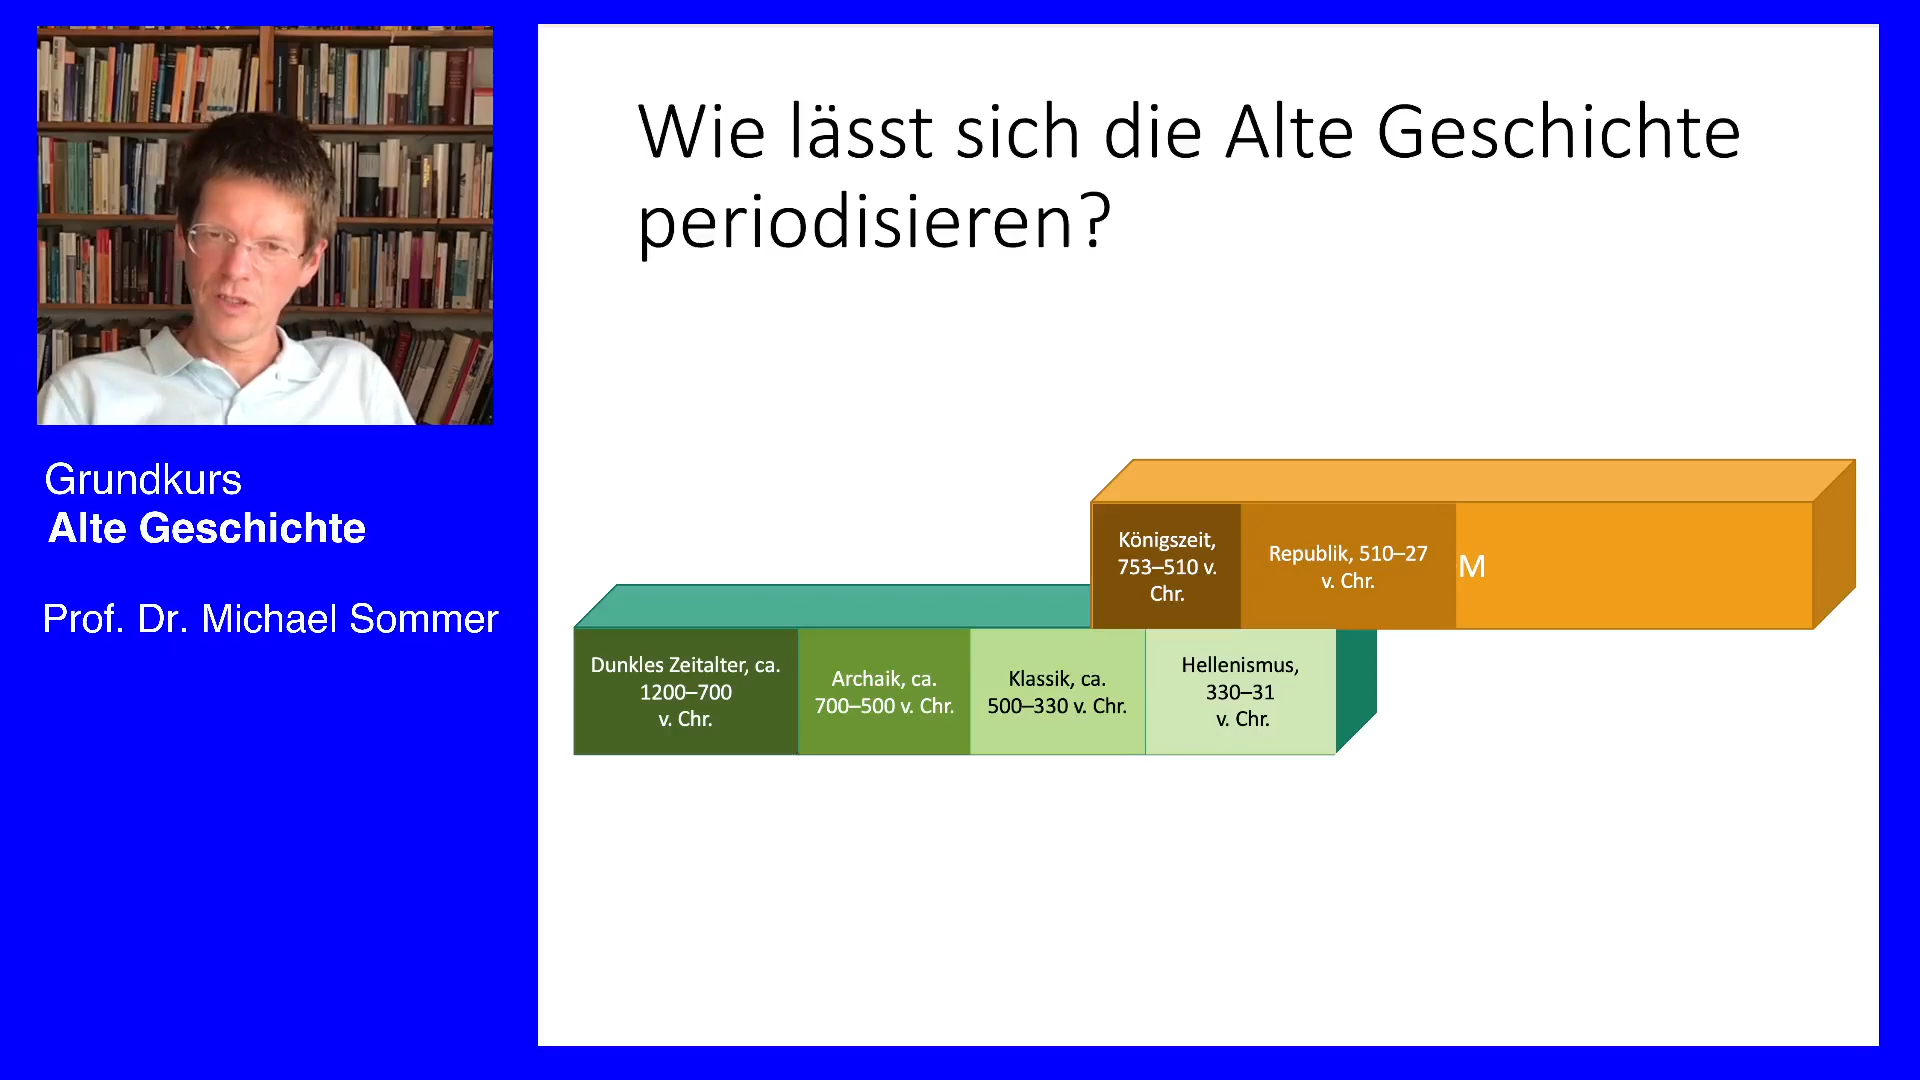 Wie lässt sich die Alte Geschichte
periodisieren?
Grundkurs
Alte Geschichte
Prof. Dr. Michael Sommer
Königszeit,
753–510 v.
Chr.
Republik, 510–27
v. Chr.
M
Dunkles Zeitalter, ca.
1200–700
v. Chr.
Archaik, ca.
700–500 v. Chr.
Klassik, ca.
500–330 v. Chr.
Hellenismus,
330–31
v. Chr.